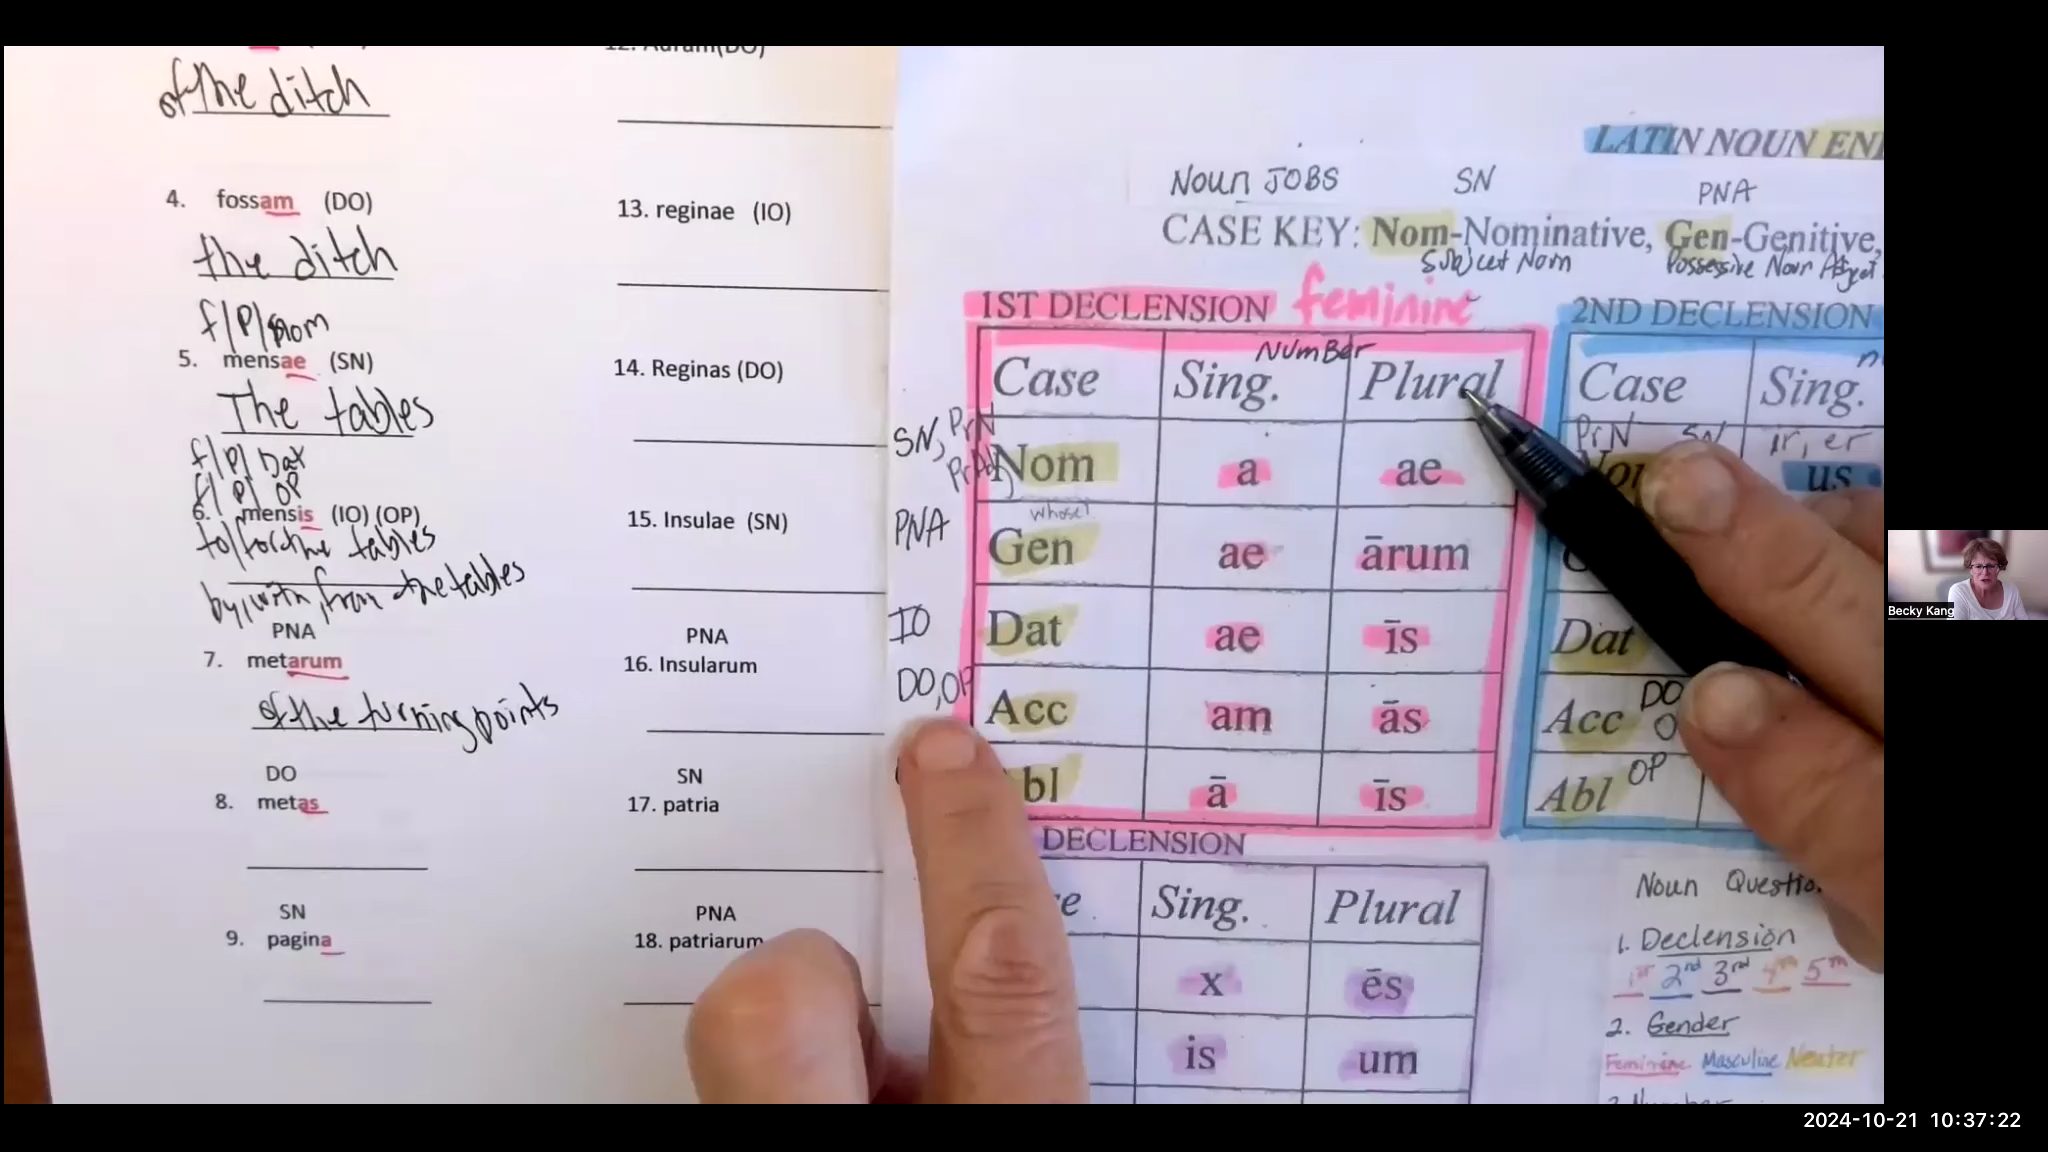 of the ditch
4. fossam (DO)
the ditch
f/P/nom
5. mensae (SN)
The tables
f/P/ Dat
f/ P/ OP
6. mensis (IO) (OP)
to/for the tables
by, with, from the tables
PNA
7. metarum
of the turning points
DO
8. metas
SN
9. pagina
12. Auram(DO)
13. reginae (IO)
14. Reginas (DO)
15. Insulae (SN)
PNA
16. Insularum
SN
17. patria
PNA
18. patriarum
LATIN NOUN EN
Noun JOBS SN PNA
CASE KEY: Nom-Nominative, Gen-Genitive,
Subject Nom Possessive Noun
1ST DECLENSION feminine
NumBer
Case Sing. Plural
SN, PrN
Nom a ae
whose?
PNA Gen ae ārum
IO Dat ae īs
DO, OP Acc am ās
bl ā īs
2ND DECLENSION
Case Sing.
PrN SN ir, er
us
Dat
Acc DO
Abl OP
DECLENSION
Sing. Plural
x ēs
is um
Noun
1. Declension
1st 2nd 3rd 4th 5th
2. Gender
Feminine Masculine Neuter
Becky Kang
2024-10-21 10:37:22